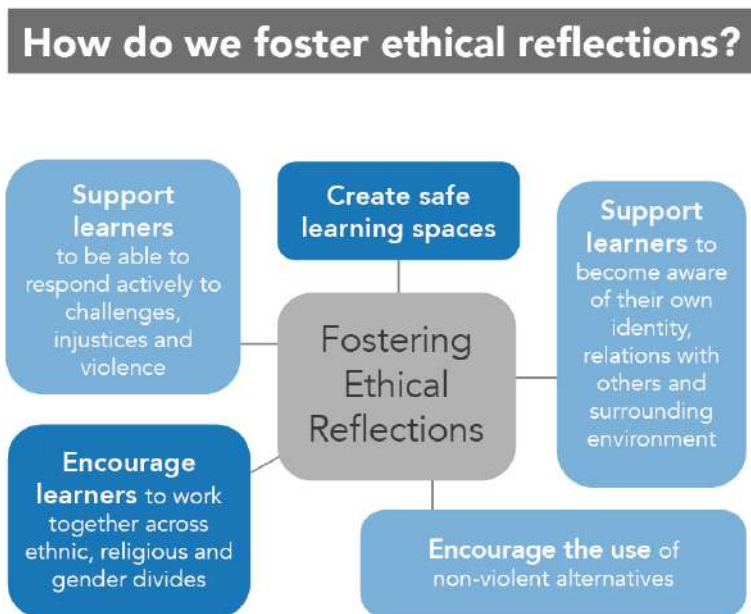 How do we foster ethical reflections?
Support
learners
to be able to
respond actively to
challenges,
injustices and
violence
Create safe
learning spaces
Support
learners to
become aware
of their own
identity,
relations with
others and
surrounding
environment
Fostering
Ethical
Reflections
Encourage
learners to work
together across
ethnic, religious and
gender divides
Encourage the use of
non-violent alternatives